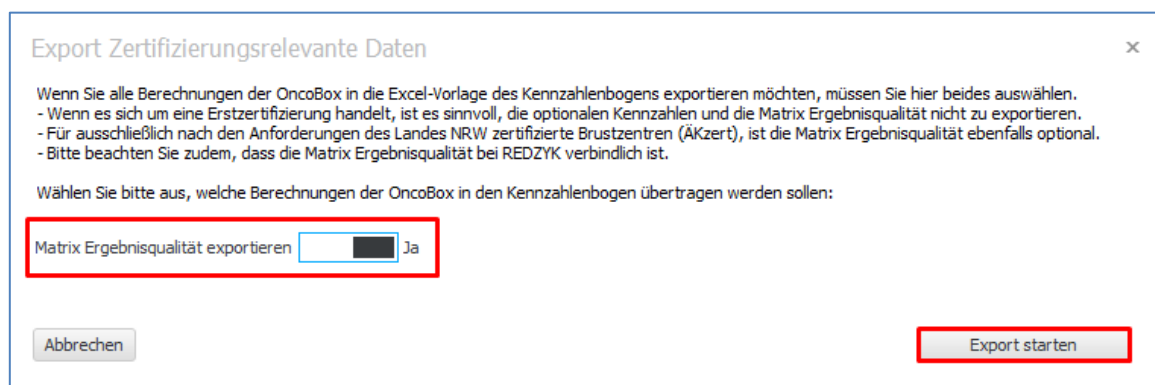 Export Zertifizierungsrelevante Daten
×
Wenn Sie alle Berechnungen der OncoBox in die Excel-Vorlage des Kennzahlenbogens exportieren möchten, müssen Sie hier beides auswählen.
- Wenn es sich um eine Erstzertifizierung handelt, ist es sinnvoll, die optionalen Kennzahlen und die Matrix Ergebnisqualität nicht zu exportieren.
- Für ausschließlich nach den Anforderungen des Landes NRW zertifizierte Brustzentren (ÄKzert), ist die Matrix Ergebnisqualität ebenfalls optional.
- Bitte beachten Sie zudem, dass die Matrix Ergebnisqualität bei REDZYK verbindlich ist.
Wählen Sie bitte aus, welche Berechnungen der OncoBox in den Kennzahlenbogen übertragen werden sollen:
Matrix Ergebnisqualität exportieren Ja
Abbrechen
Export starten